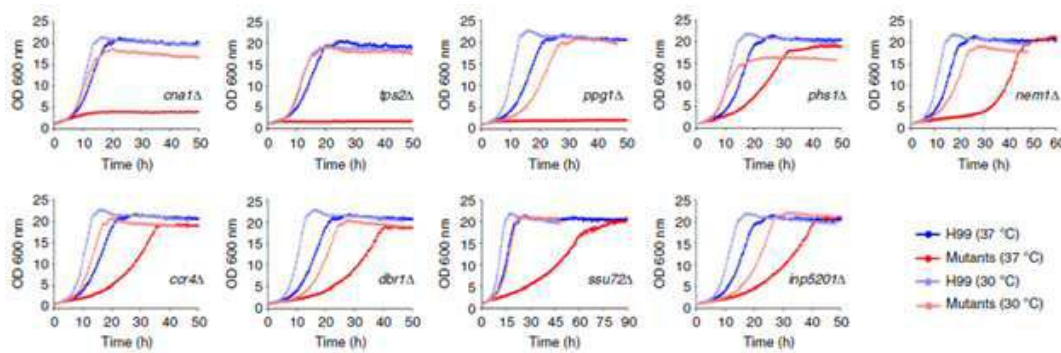 OD 600 nm
25
20
15
10
5
0
0 10 20 30 40 50
Time (h)
cna1Δ
OD 600 nm
25
20
15
10
5
0
0 10 20 30 40 50
Time (h)
tps2Δ
OD 600 nm
25
20
15
10
5
0
0 10 20 30 40 50
Time (h)
ppg1Δ
OD 600 nm
25
20
15
10
5
0
0 10 20 30 40 50
Time (h)
phs1Δ
OD 600 nm
25
20
15
10
5
0
0 10 20 30 40 50 60
Time (h)
nem1Δ
OD 600 nm
25
20
15
10
5
0
0 10 20 30 40 50
Time (h)
ccr4Δ
OD 600 nm
25
20
15
10
5
0
0 10 20 30 40 50
Time (h)
dbr1Δ
OD 600 nm
25
20
15
10
5
0
0 15 30 45 60 75 90
Time (h)
ssu72Δ
OD 600 nm
25
20
15
10
5
0
0 10 20 30 40 50
Time (h)
inp5201Δ
H99 (37 °C)
Mutants (37 °C)
H99 (30 °C)
Mutants (30 °C)